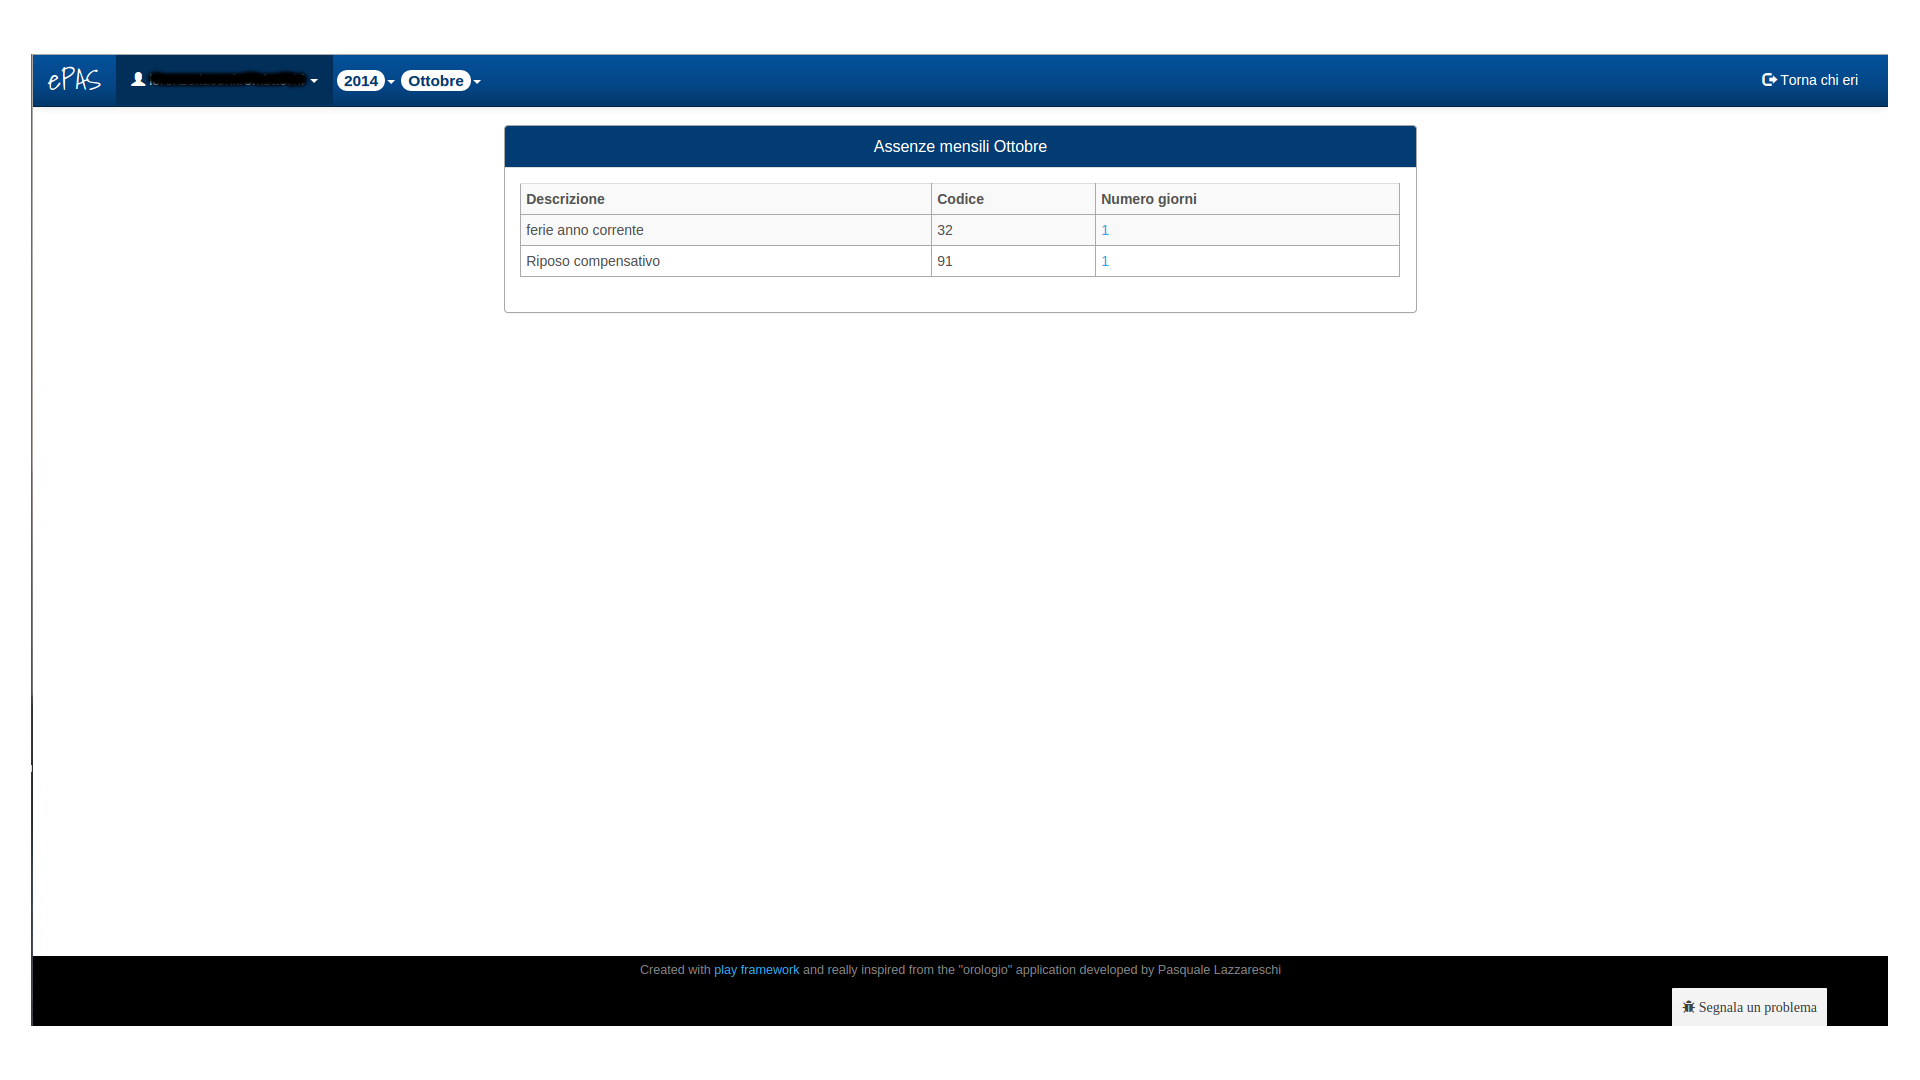 ePAS 2014 Ottobre Torna chi eri
Assenze mensili Ottobre
Descrizione Codice Numero giorni
ferie anno corrente 32 1
Riposo compensativo 91 1
Created with play framework and really inspired from the "orologio" application developed by Pasquale Lazzareschi
Segnala un problema